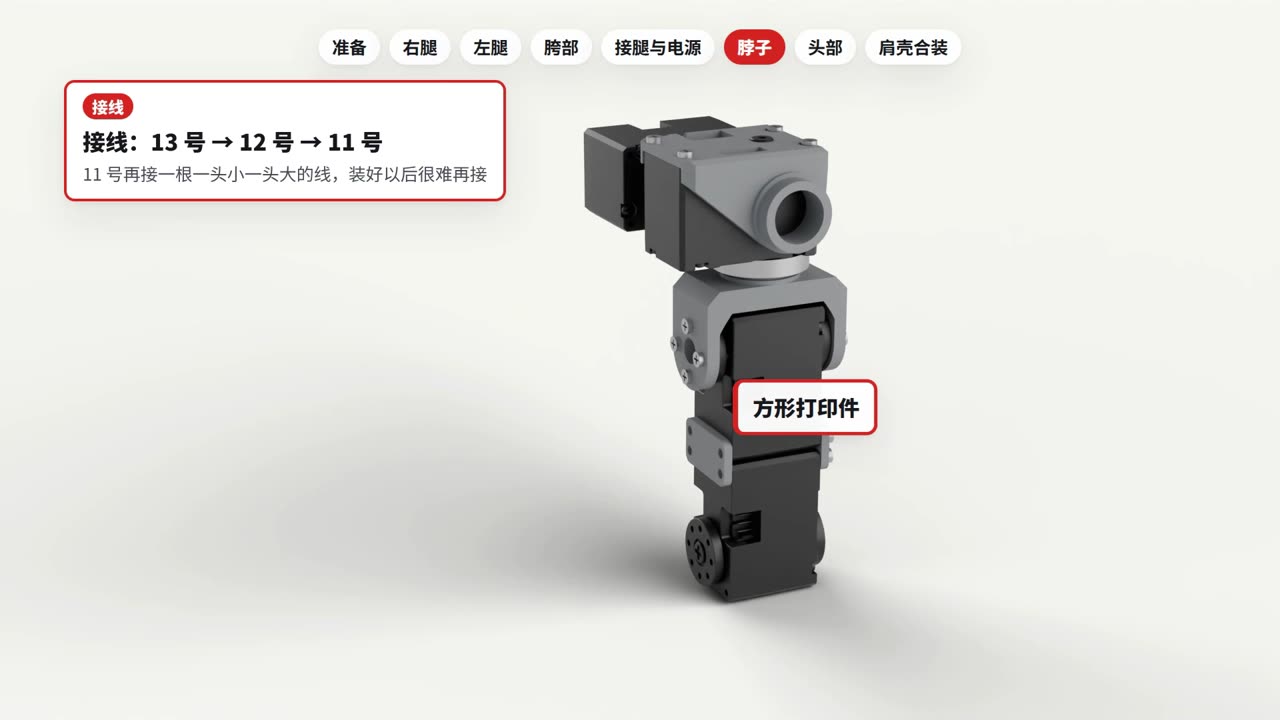 准备 右腿 左腿 胯部 接腿与电源 脖子 头部 肩壳合装
接线
接线：13 号 → 12 号 → 11 号
11 号再接一根一头小一头大的线，装好以后很难再接
方形打印件